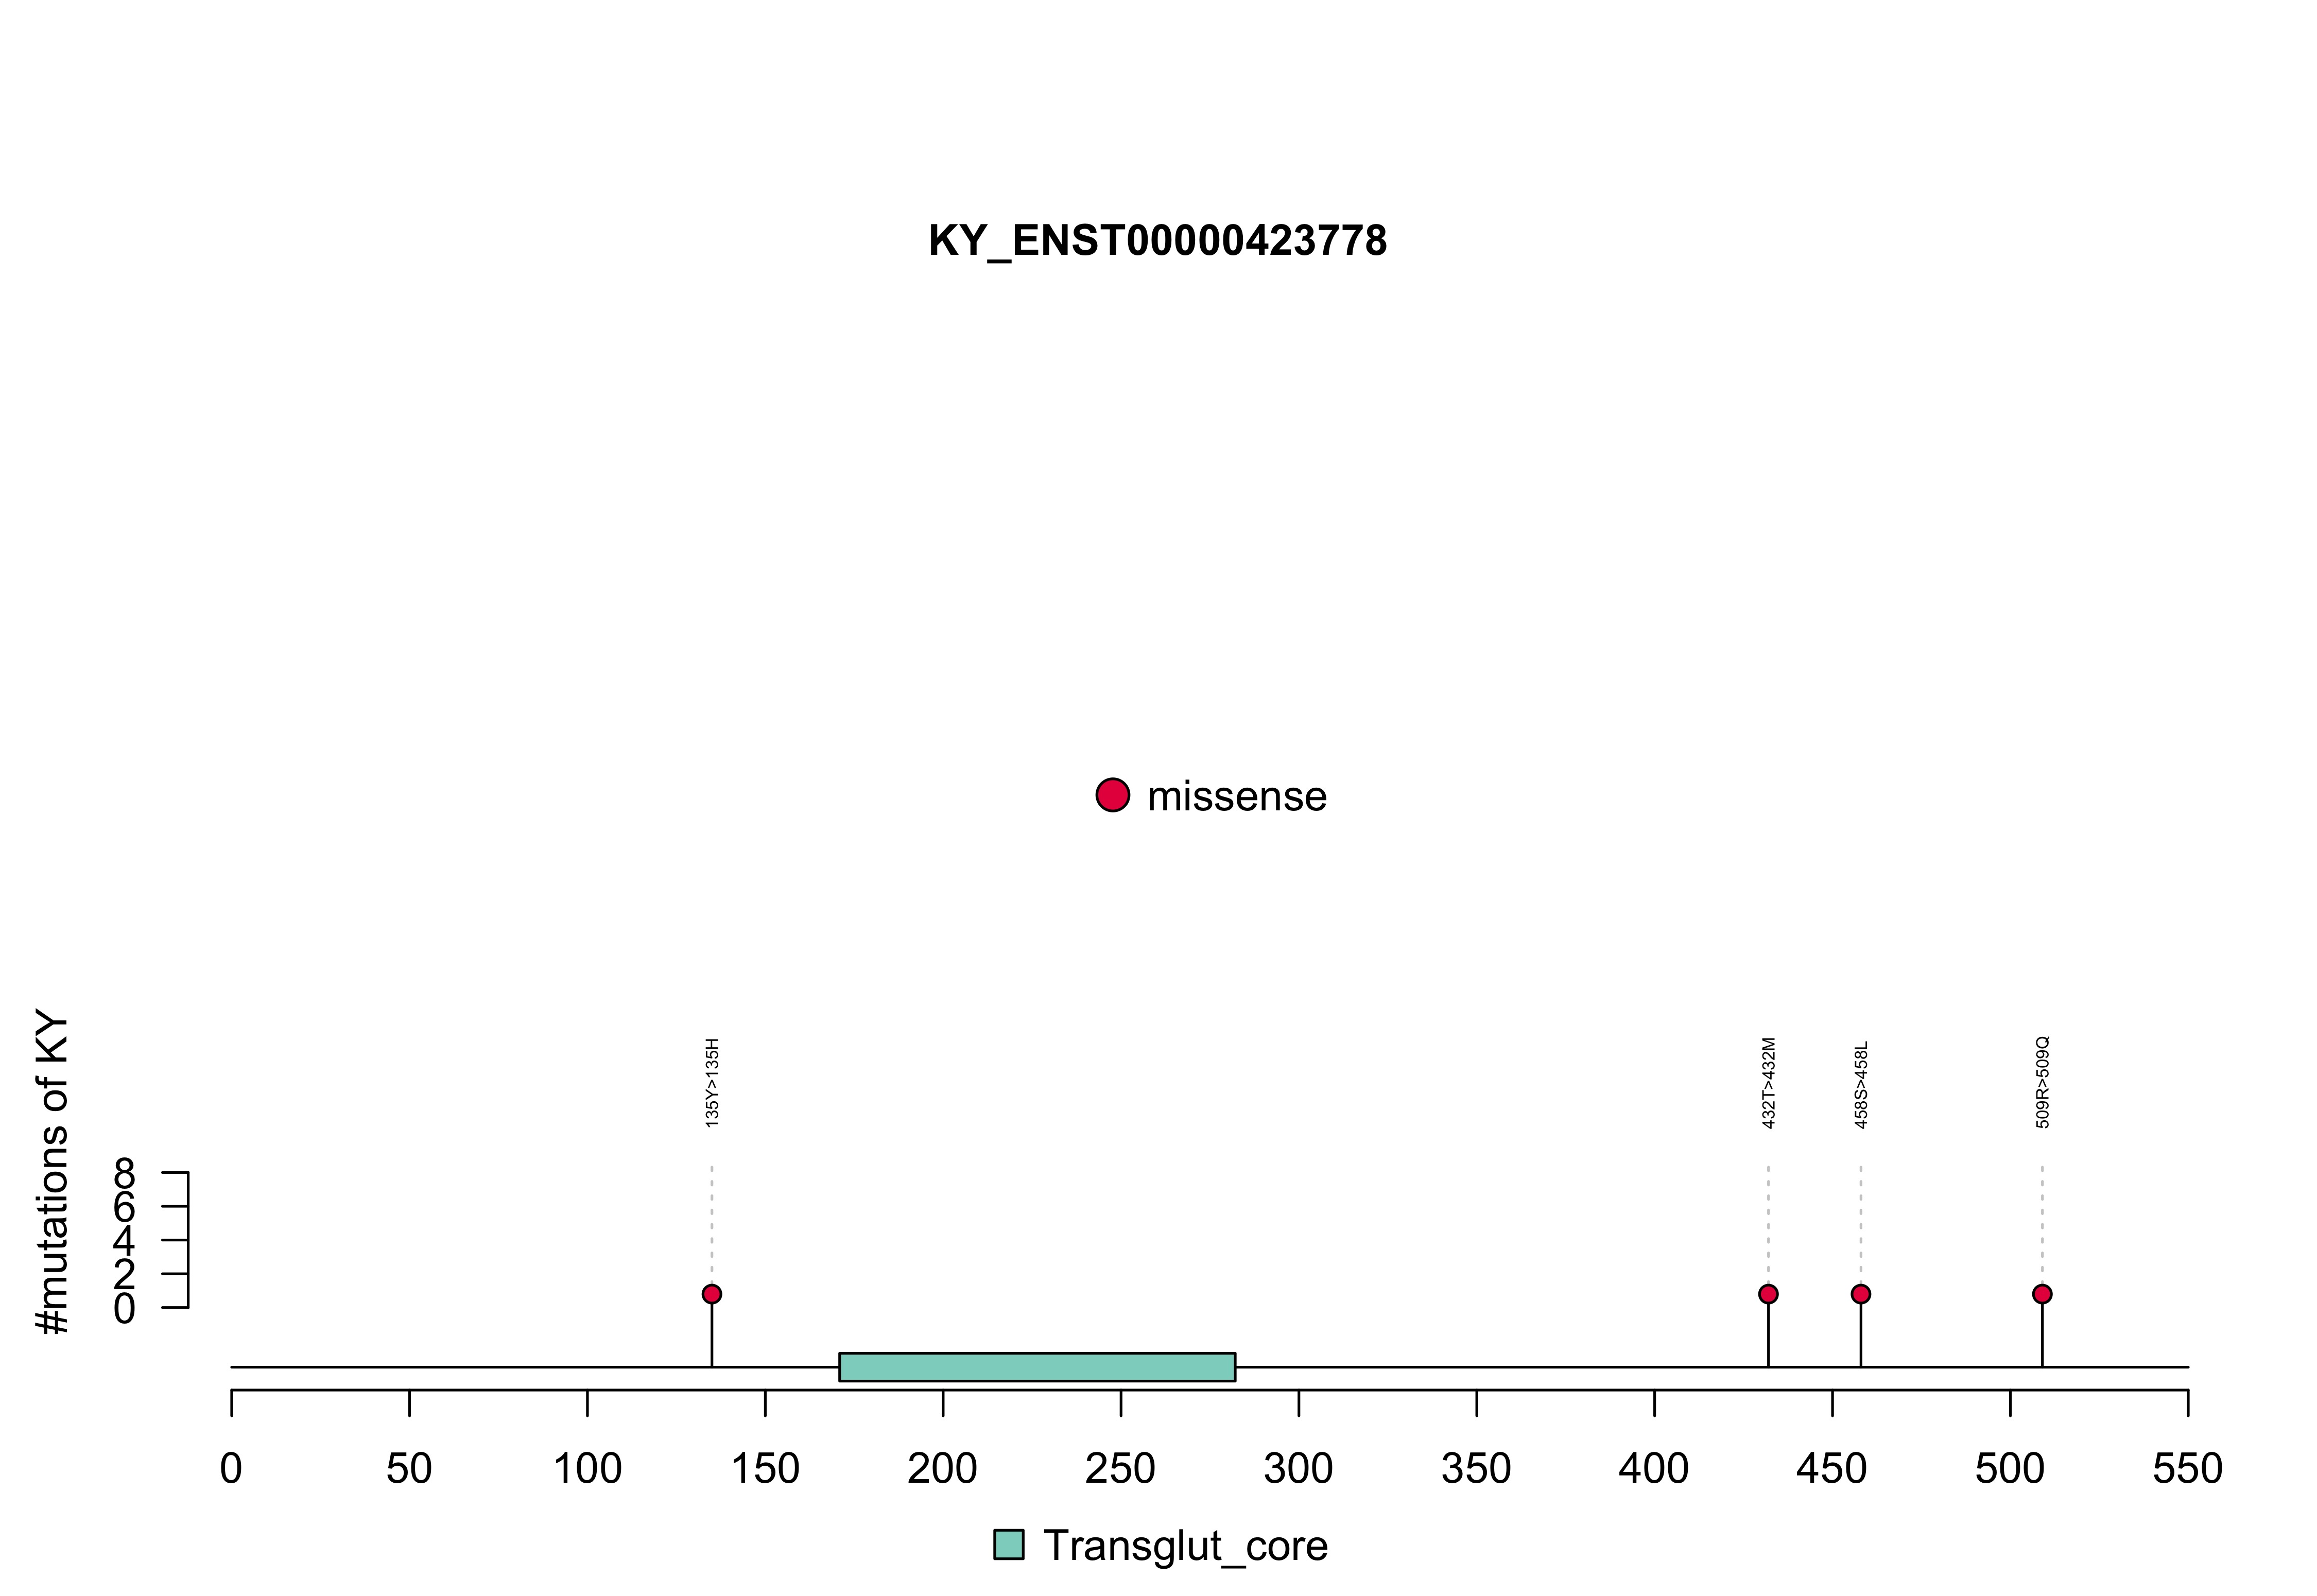 KY_ENST00000423778
missense
#mutations of KY
135Y>135H
432T>432M
458S>458L
509R>509Q
8
6
4
2
0
0 50 100 150 200 250 300 350 400 450 500 550
Transglut_core